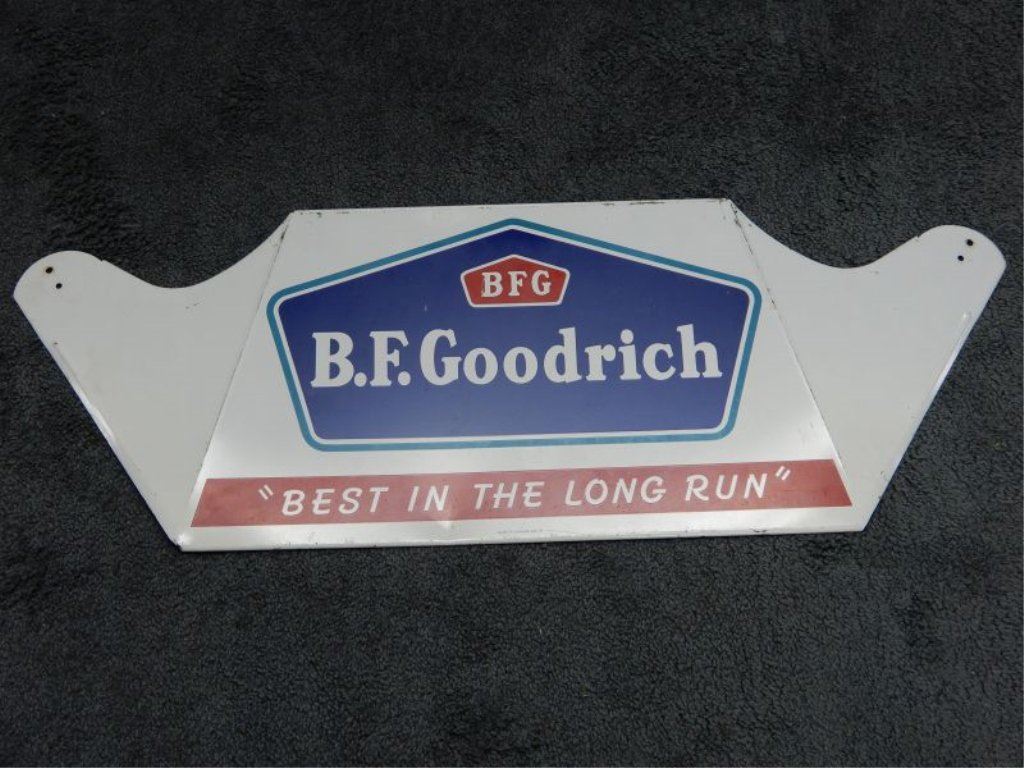 BFG
B.F.Goodrich
"BEST IN THE LONG RUN"